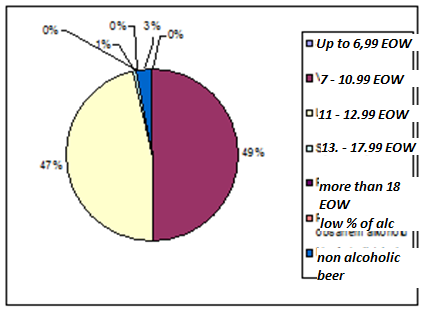 0%
0%
3%
0%
1%
49%
47%
Up to 6,99 EOW
7 - 10.99 EOW
11 - 12.99 EOW
13. - 17.99 EOW
more than 18
EOW
low % of alc
non alcoholic
beer